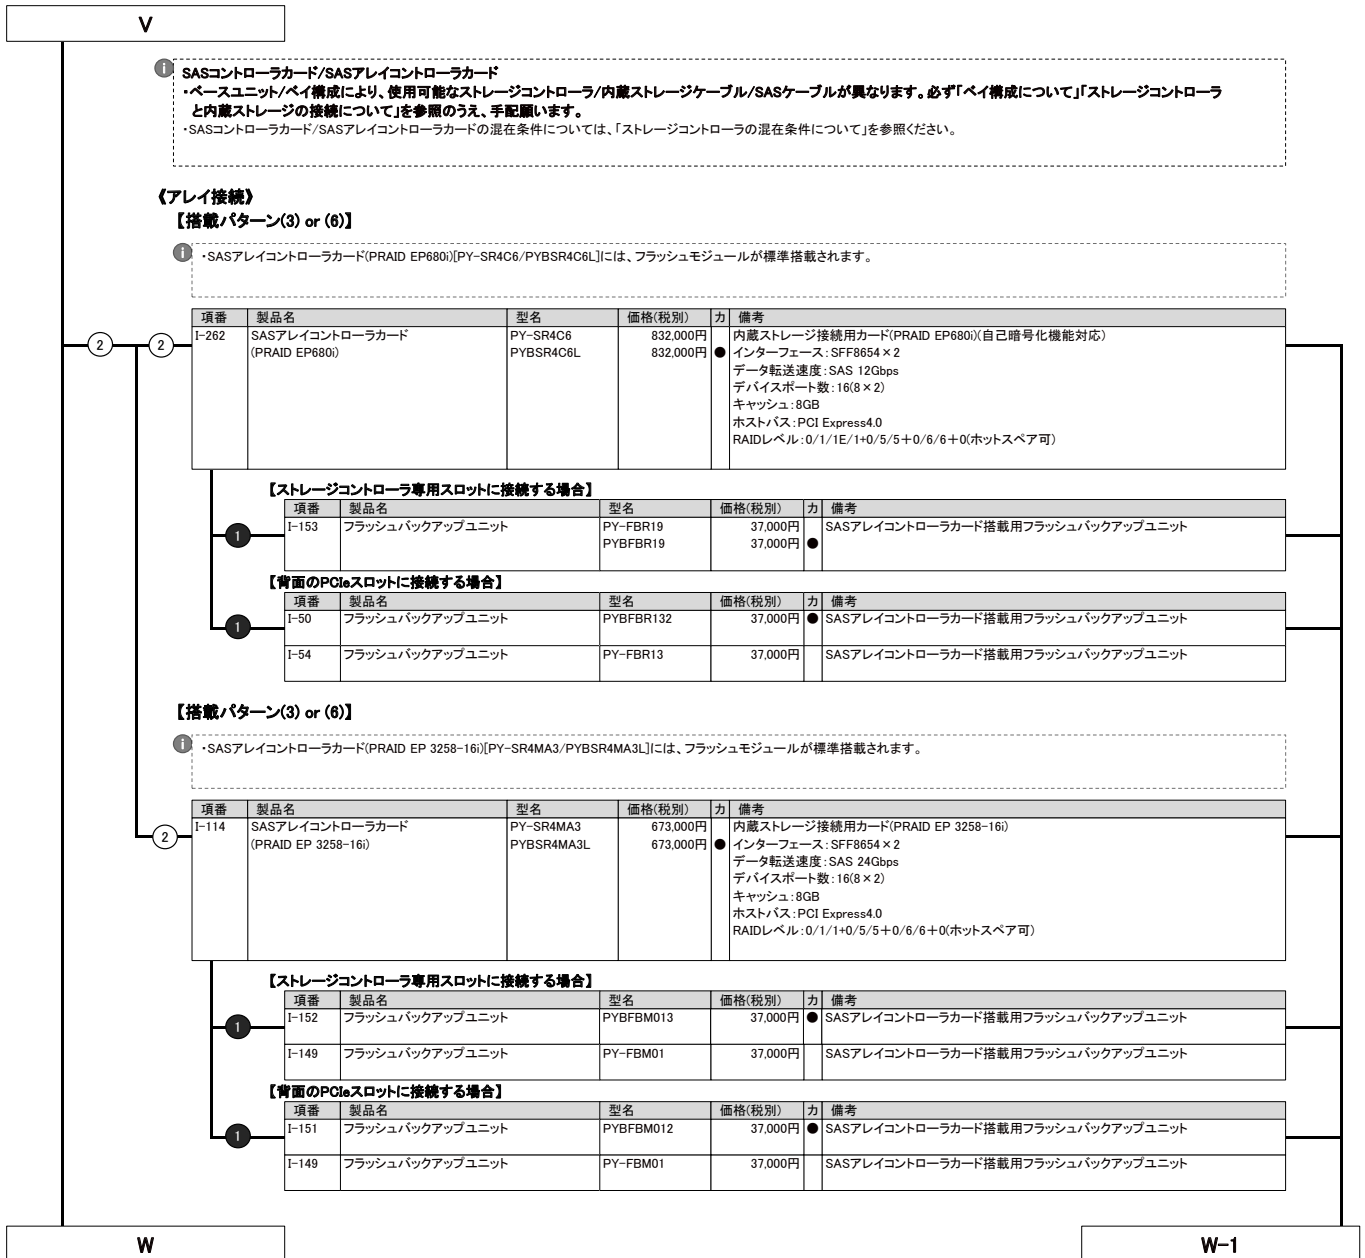 V
SASコントローラカード/SASアレイコントローラカード
・ベースユニット/ベイ構成により、使用可能なストレージコントローラ/内蔵ストレージケーブル/SASケーブルが異なります。必ず「ベイ構成について」「ストレージコントローラ
と内蔵ストレージの接続について」を参照のうえ、手配願います。
・SASコントローラカード/SASアレイコントローラカードの混在条件については、「ストレージコントローラの混在条件について」を参照ください。
《アレイ接続》
【搭載パターン(3) or (6)】
・SASアレイコントローラカード(PRAID EP680i)[PY-SR4C6/PYBSR4C6L]には、フラッシュモジュールが標準搭載されます。
項番 製品名 型名 価格(税別) カ 備考
I-262 SASアレイコントローラカード PY-SR4C6 832,000円 内蔵ストレージ接続用カード(PRAID EP680i)(自己暗号化機能対応)
2 2 (PRAID EP680i) PYBSR4C6L 832,000円 ● インターフェース：SFF8654×2
データ転送速度：SAS 12Gbps
デバイスポート数：16(8×2)
キャッシュ：8GB
ホストバス：PCI Express4.0
RAIDレベル：0/1/1E/1+0/5/5＋0/6/6＋0(ホットスペア可)
【ストレージコントローラ専用スロットに接続する場合】
項番 製品名 型名 価格(税別) カ 備考
I-153 フラッシュバックアップユニット PY-FBR19 37,000円 SASアレイコントローラカード搭載用フラッシュバックアップユニット
1 PYBFBR19 37,000円 ●
【背面のPCIeスロットに接続する場合】
項番 製品名 型名 価格(税別) カ 備考
1 I-50 フラッシュバックアップユニット PYBFBR132 37,000円 ● SASアレイコントローラカード搭載用フラッシュバックアップユニット
I-54 フラッシュバックアップユニット PY-FBR13 37,000円 SASアレイコントローラカード搭載用フラッシュバックアップユニット
【搭載パターン(3) or (6)】
・SASアレイコントローラカード(PRAID EP 3258-16i)[PY-SR4MA3/PYBSR4MA3L]には、フラッシュモジュールが標準搭載されます。
項番 製品名 型名 価格(税別) カ 備考
I-114 SASアレイコントローラカード PY-SR4MA3 673,000円 内蔵ストレージ接続用カード(PRAID EP 3258-16i)
2 (PRAID EP 3258-16i) PYBSR4MA3L 673,000円 ● インターフェース：SFF8654×2
データ転送速度：SAS 24Gbps
デバイスポート数：16(8×2)
キャッシュ：8GB
ホストバス：PCI Express4.0
RAIDレベル：0/1/1+0/5/5＋0/6/6＋0(ホットスペア可)
【ストレージコントローラ専用スロットに接続する場合】
項番 製品名 型名 価格(税別) カ 備考
1 I-152 フラッシュバックアップユニット PYBFBM013 37,000円 ● SASアレイコントローラカード搭載用フラッシュバックアップユニット
I-149 フラッシュバックアップユニット PY-FBM01 37,000円 SASアレイコントローラカード搭載用フラッシュバックアップユニット
【背面のPCIeスロットに接続する場合】
項番 製品名 型名 価格(税別) カ 備考
1 I-151 フラッシュバックアップユニット PYBFBM012 37,000円 ● SASアレイコントローラカード搭載用フラッシュバックアップユニット
I-149 フラッシュバックアップユニット PY-FBM01 37,000円 SASアレイコントローラカード搭載用フラッシュバックアップユニット
W W-1